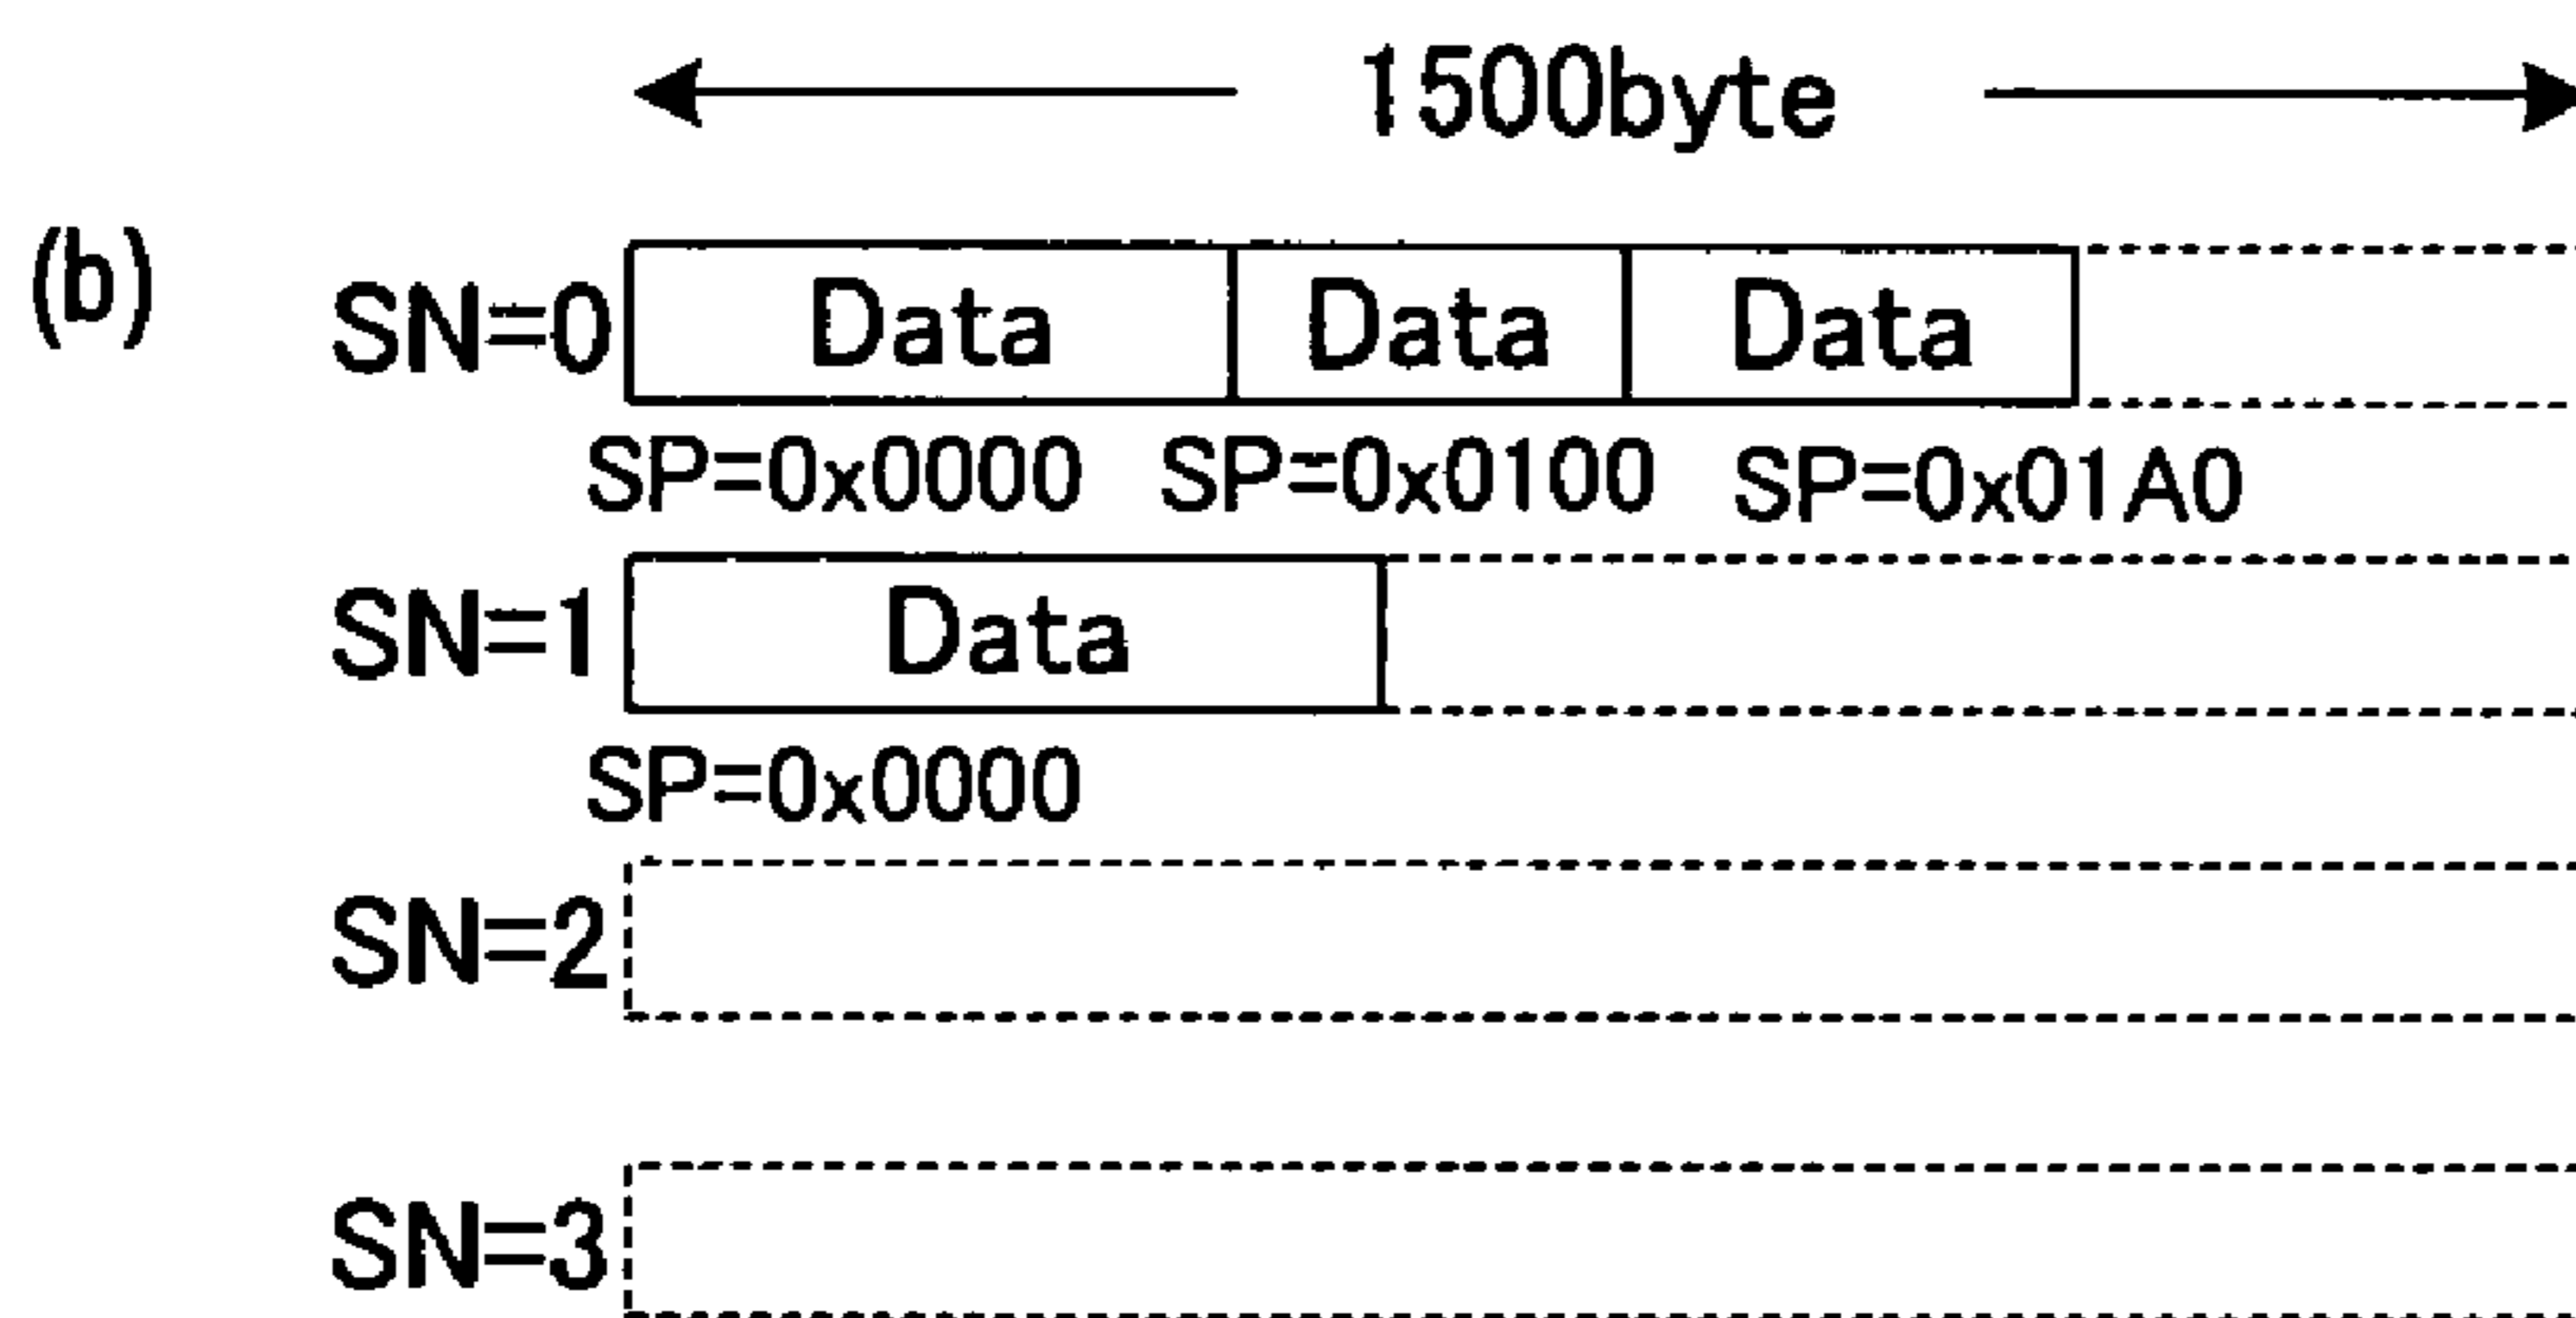 1500byte
(b)
SN=0 Data Data Data
SP=0x0000 SP=0x0100 SP=0x01A0
SN=1 Data
SP=0x0000
SN=2
SN=3